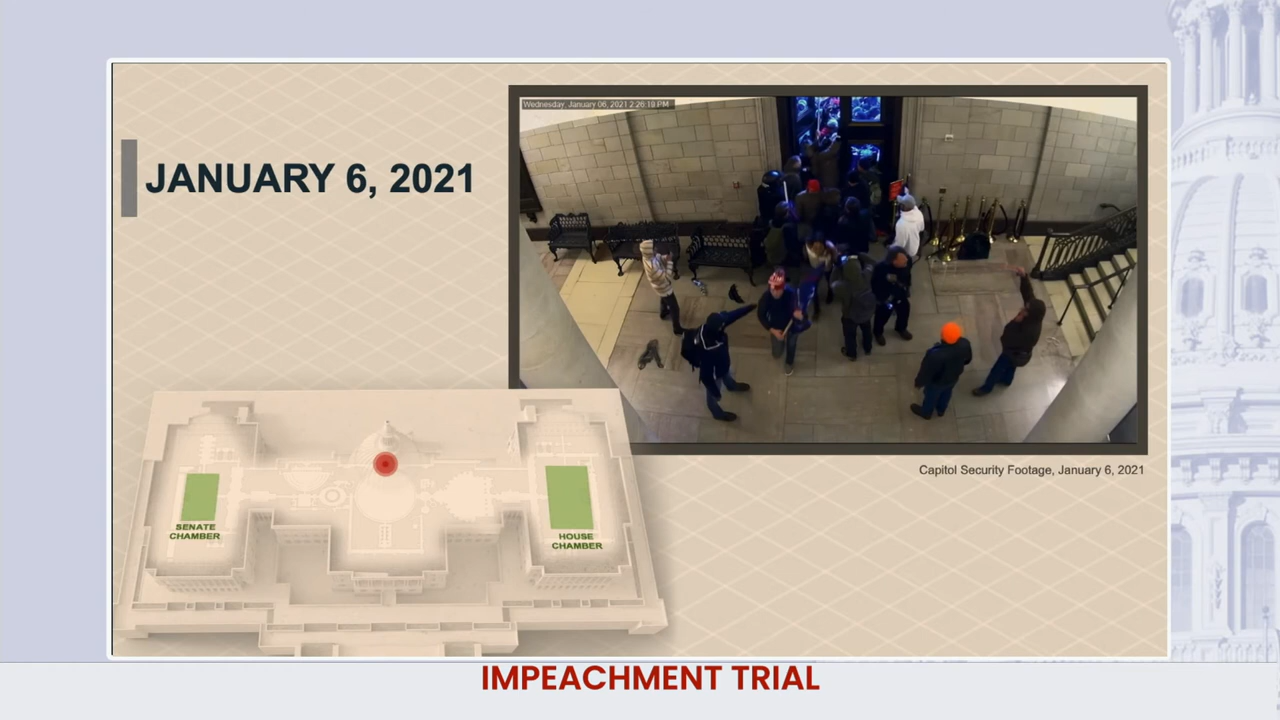 Wednesday, January 06, 2021 2:26:19 PM
JANUARY 6, 2021
Capitol Security Footage, January 6, 2021
SENATE
CHAMBER
HOUSE
CHAMBER
IMPEACHMENT TRIAL